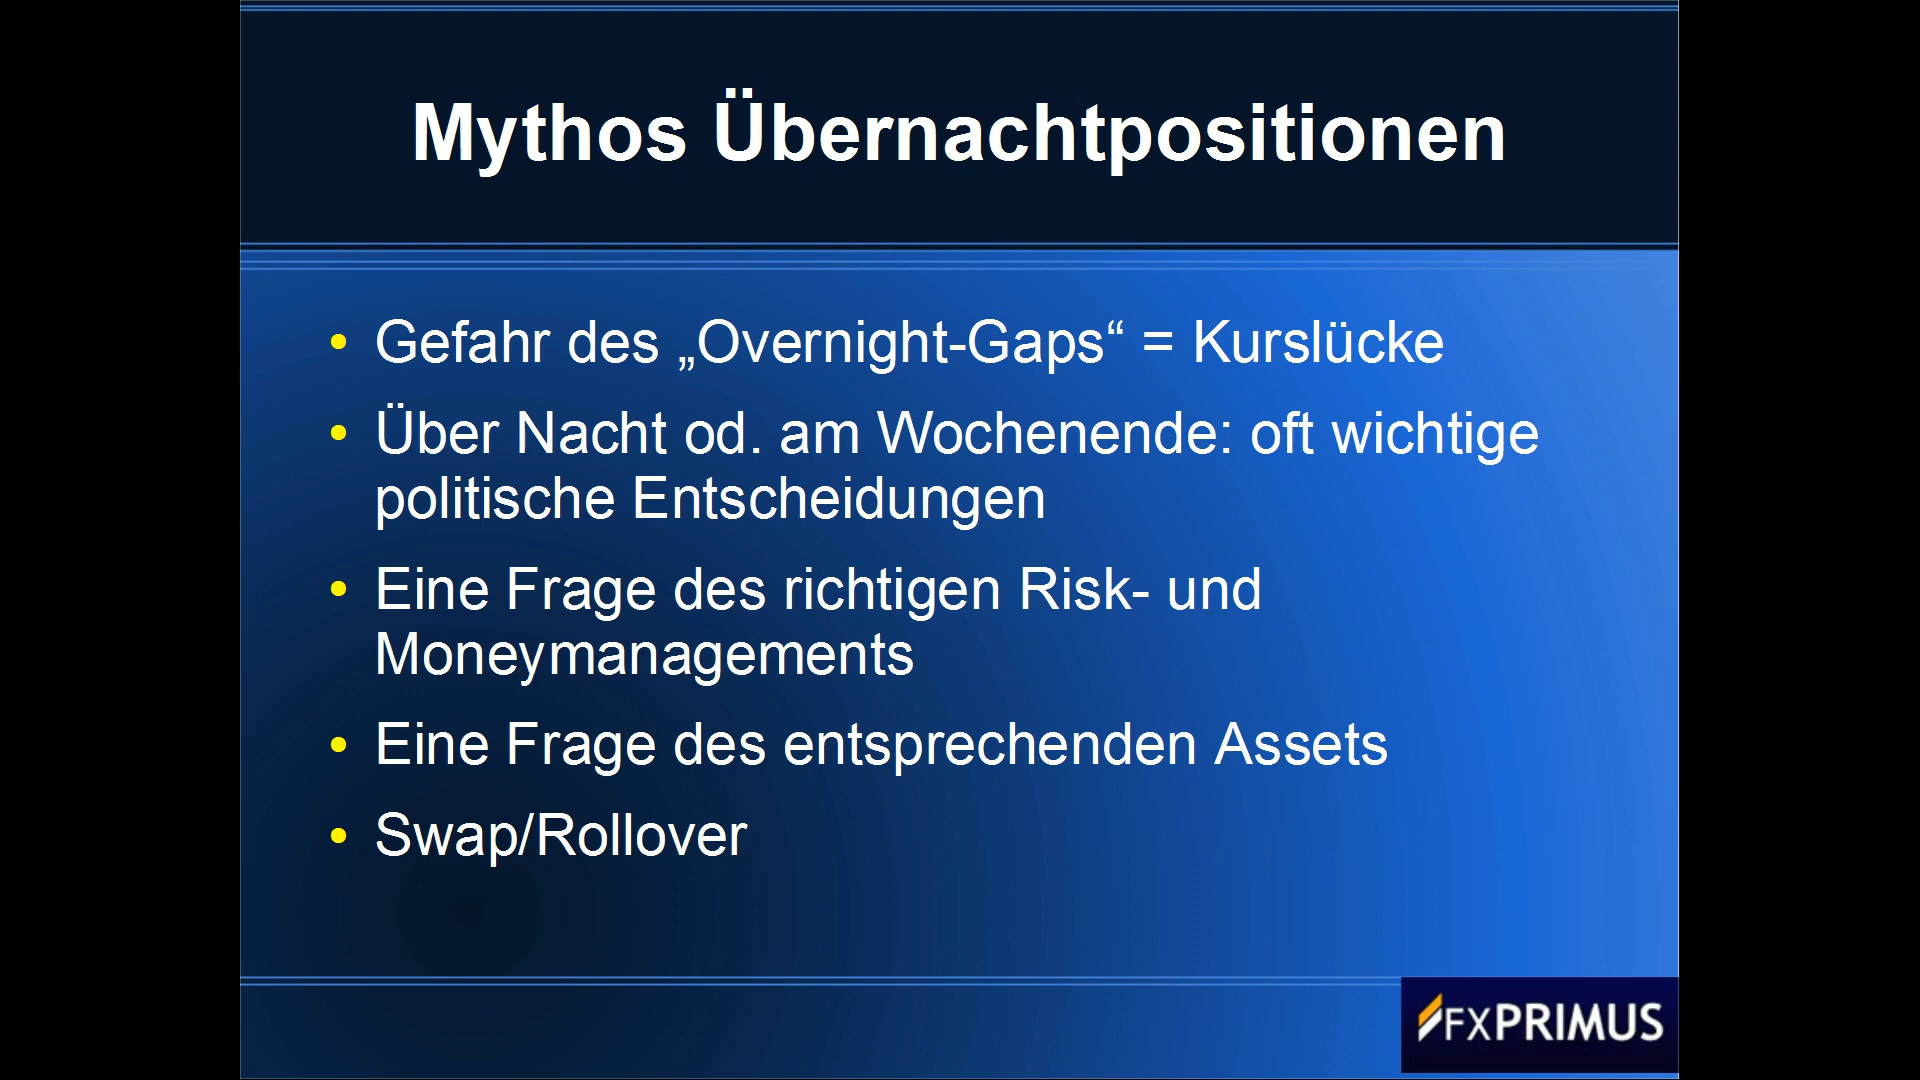 Mythos Übernachtpositionen
• Gefahr des „Overnight-Gaps“ = Kurslücke
• Über Nacht od. am Wochenende: oft wichtige
politische Entscheidungen
• Eine Frage des richtigen Risk- und
Moneymanagements
• Eine Frage des entsprechenden Assets
• Swap/Rollover
FXPRIMUS